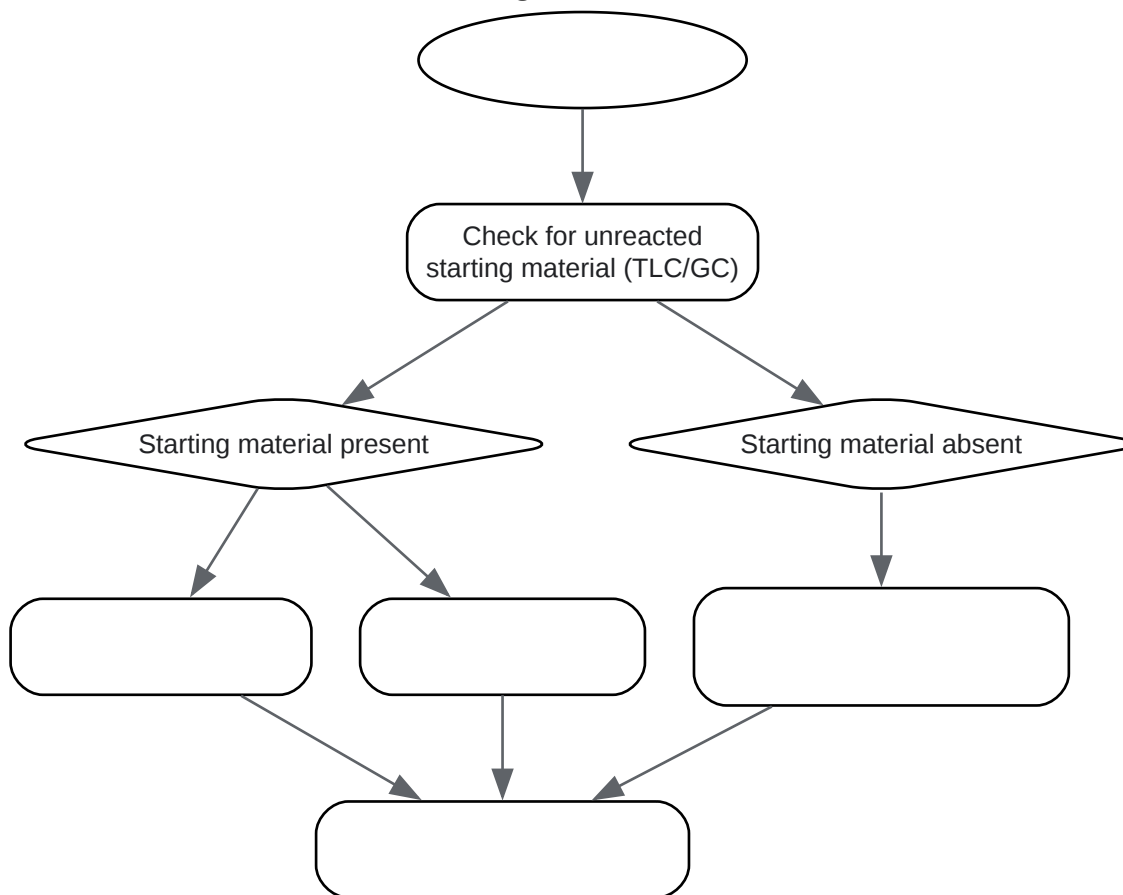 Check for unreacted
starting material (TLC/GC)
Starting material present
Starting material absent